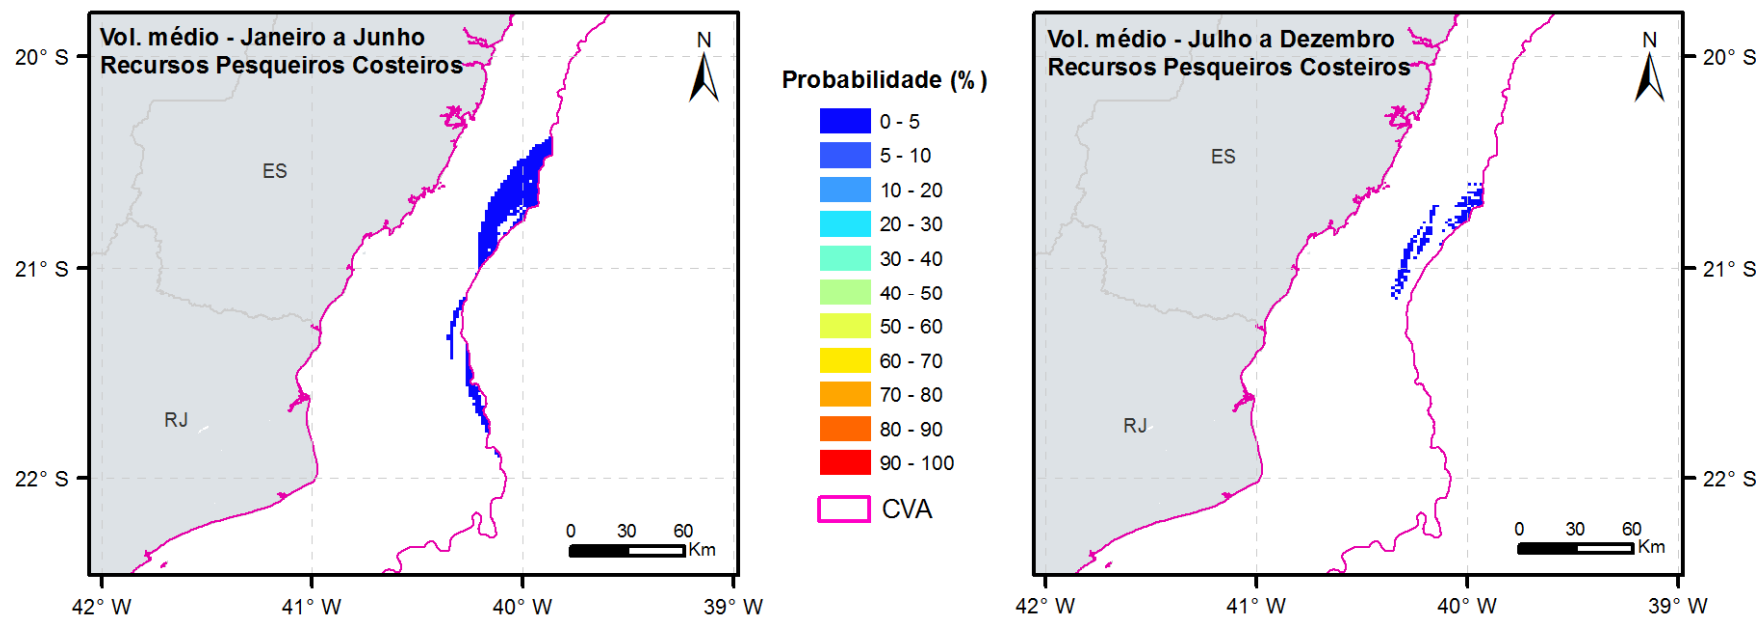 Vol. médio - Janeiro a Junho
Recursos Pesqueiros Costeiros
N
20° S
21° S
22° S
ES
RJ
0 30 60
Km
42° W 41° W 40° W 39° W
Probabilidade (%)
0 - 5
5 - 10
10 - 20
20 - 30
30 - 40
40 - 50
50 - 60
60 - 70
70 - 80
80 - 90
90 - 100
CVA
Vol. médio - Julho a Dezembro
Recursos Pesqueiros Costeiros
N
20° S
21° S
22° S
ES
RJ
0 30 60
Km
42° W 41° W 40° W 39° W